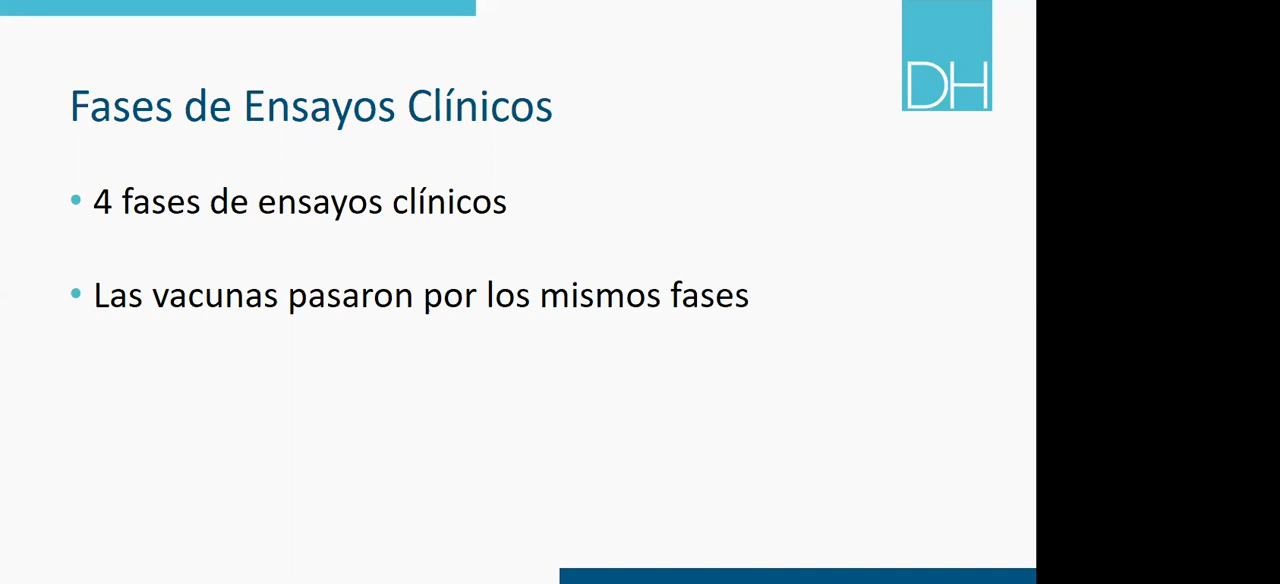 DH
Fases de Ensayos Clínicos
• 4 fases de ensayos clínicos
• Las vacunas pasaron por los mismos fases